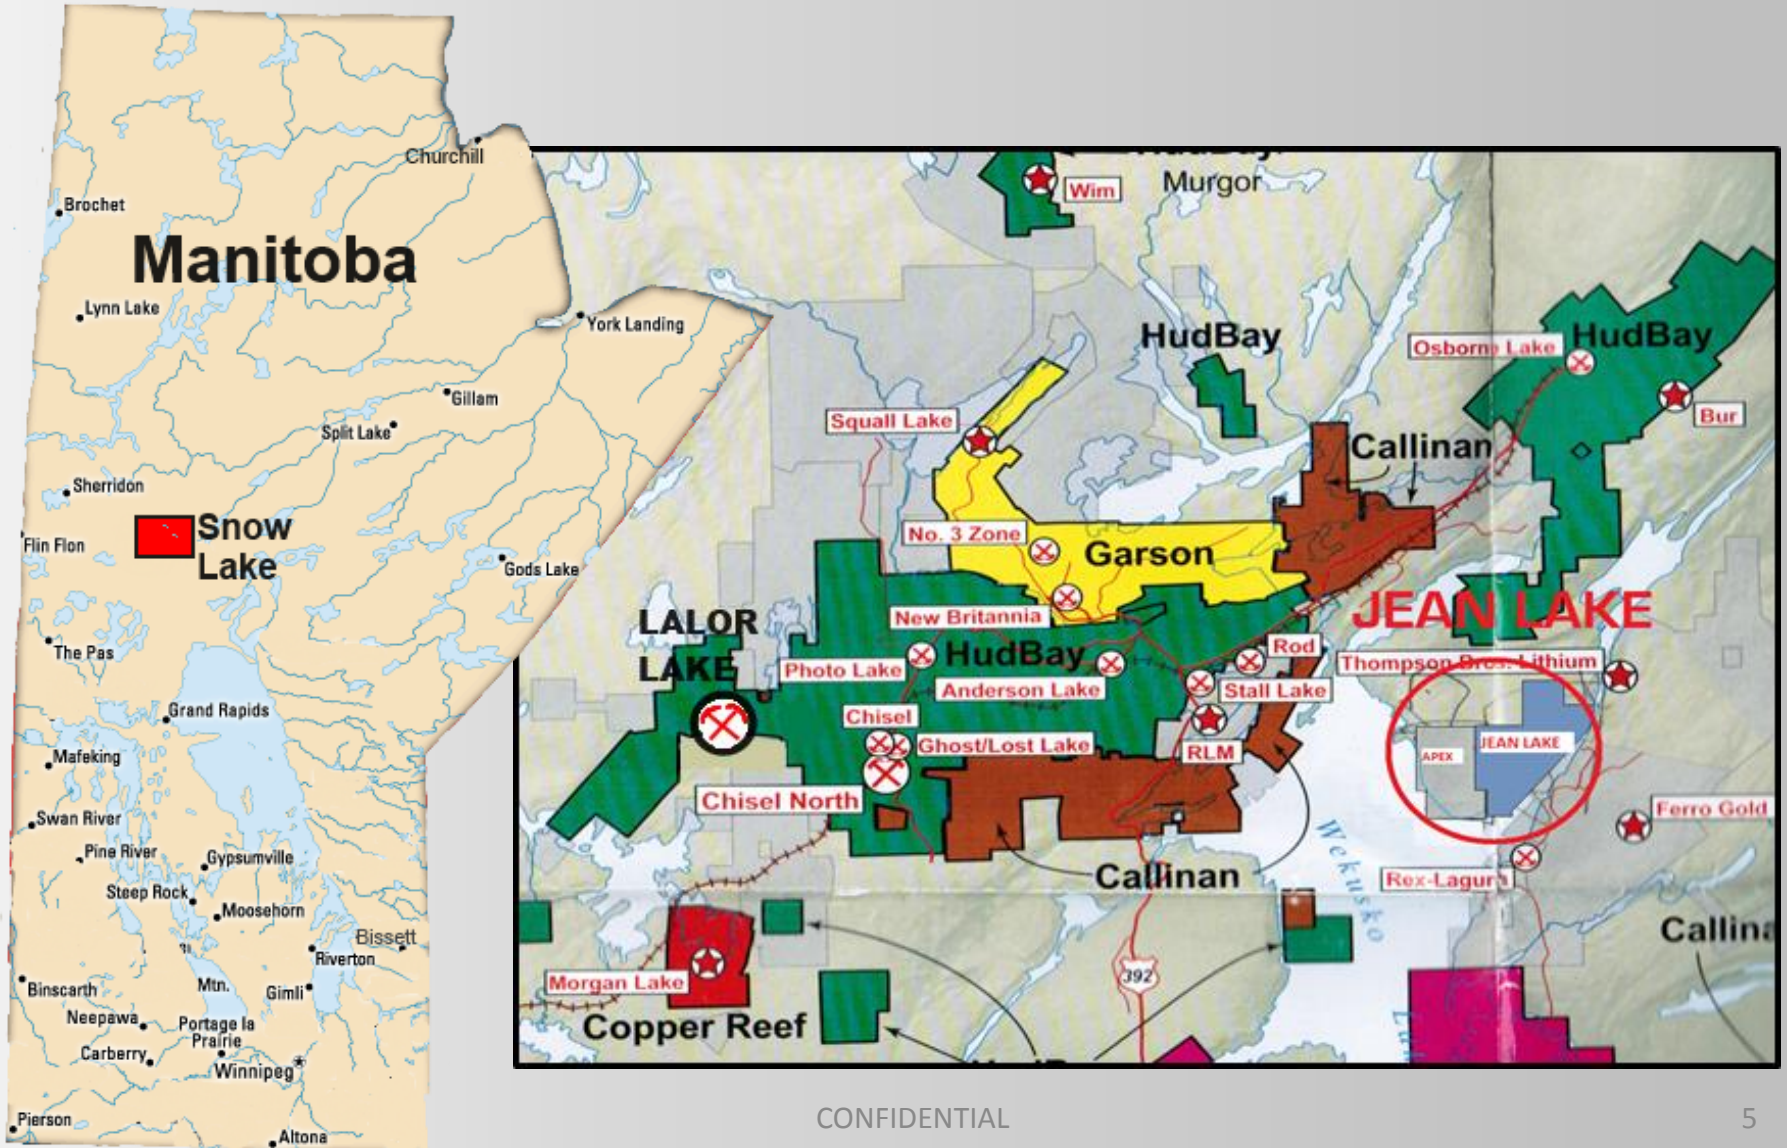 Churchill
Brochet
Manitoba
Lynn Lake
York Landing
Gillam
Split Lake
Sherridon
Snow
Lake
Flin Flon
Gods Lake
The Pas
Grand Rapids
Mafeking
Swan River
Pine River
Gypsumville
Steep Rock
Moosehorn
Bissett
Riverton
Binscarth
Mtn.
Gimli
Neepawa
Portage la
Prairie
Carberry
Winnipeg
Pierson
Altona
HudBay
Murgor
Wim
HudBay
Osborne Lake
HudBay
Bur
Squall Lake
Callinan
No. 3 Zone
Garson
New Britannia
JEAN LAKE
LALOR
LAKE
Photo Lake
HudBay
Rod
Thompson Bros. Lithium
Anderson Lake
Stall Lake
Chisel
Ghost/Lost Lake
RLM
APEX
JEAN LAKE
Chisel North
Ferro Gold
Wekusko
Callinan
Rex-Laguna
Callina
Morgan Lake
392
Copper Reef
CONFIDENTIAL
5